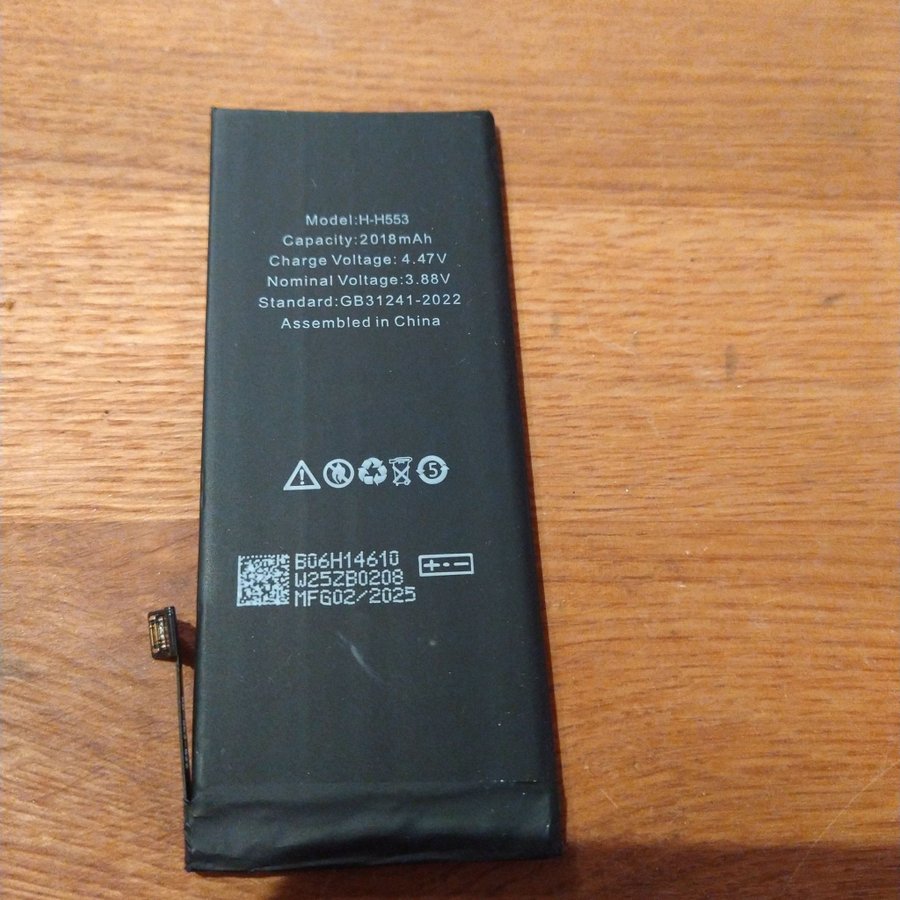 Model:H-H553
Capacity:2018mAh
Charge Voltage: 4.47V
Nominal Voltage:3.88V
Standard:GB31241-2022
Assembled in China
5
B06H14610
W25ZB0208
MFG02/2025